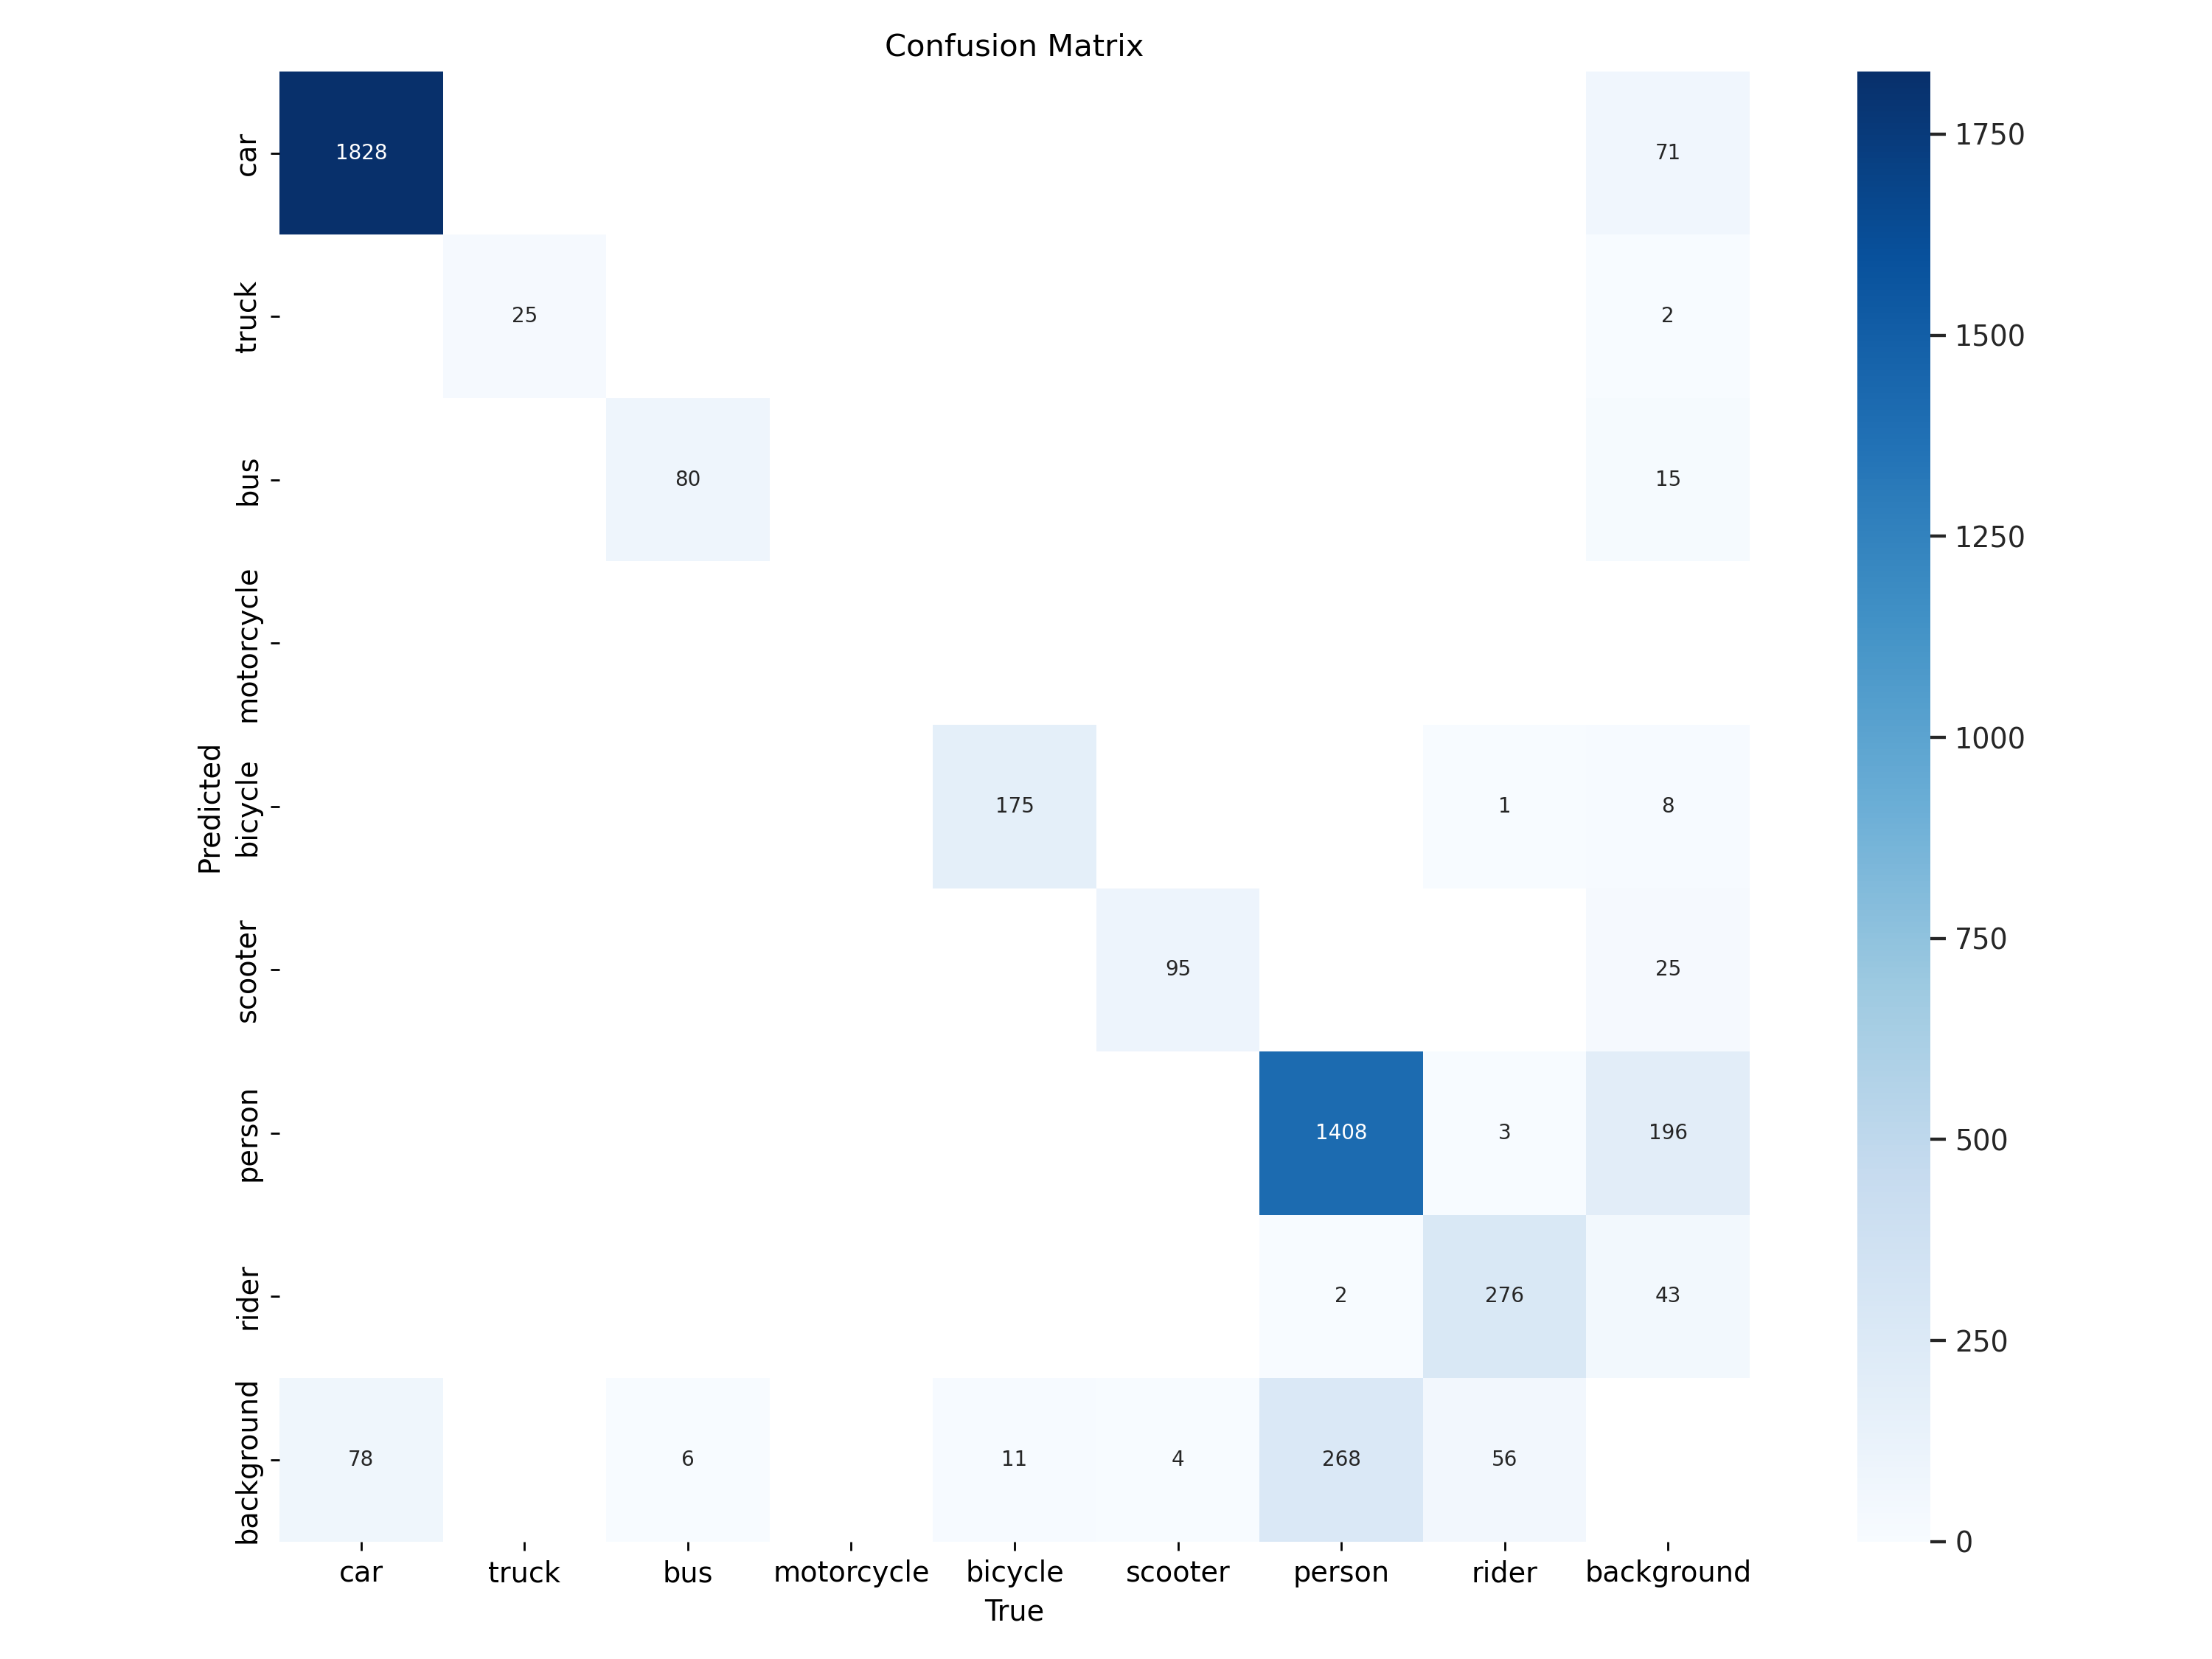 Confusion Matrix
car
1828
71
1750
truck
25
2
1500
bus
80
15
1250
motorcycle
1000
Predicted
bicycle
175
1
8
750
scooter
95
25
person
1408
3
196
500
rider
2
276
43
250
background
78
6
11
4
268
56
0
car truck bus motorcycle bicycle scooter person rider background
True